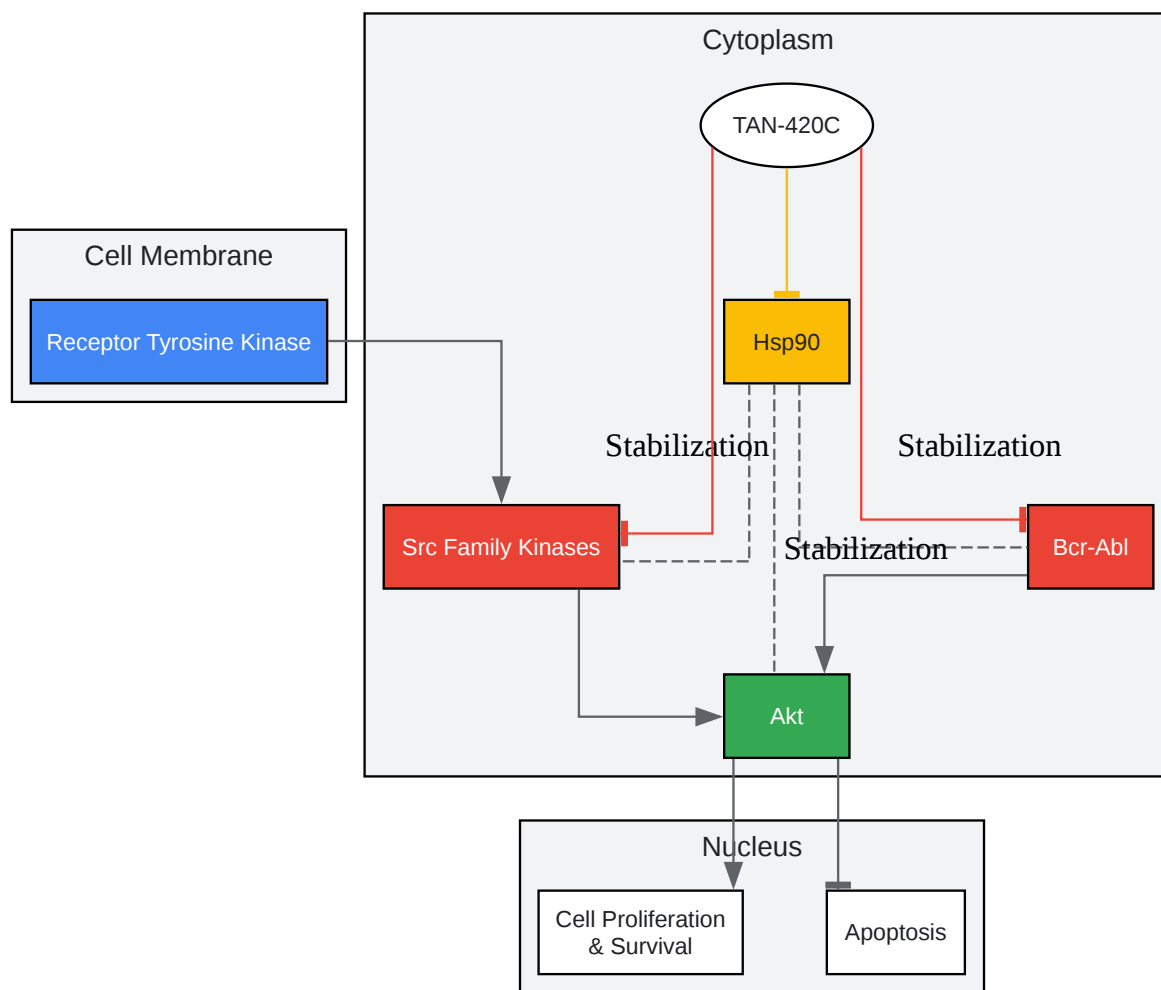 Cytoplasm
TAN-420C
Cell Membrane
Receptor Tyrosine Kinase
Hsp90
Stabilization
Stabilization
Src Family Kinases
Stabilization
Bcr-Abl
Akt
Nucleus
Cell Proliferation
& Survival
Apoptosis